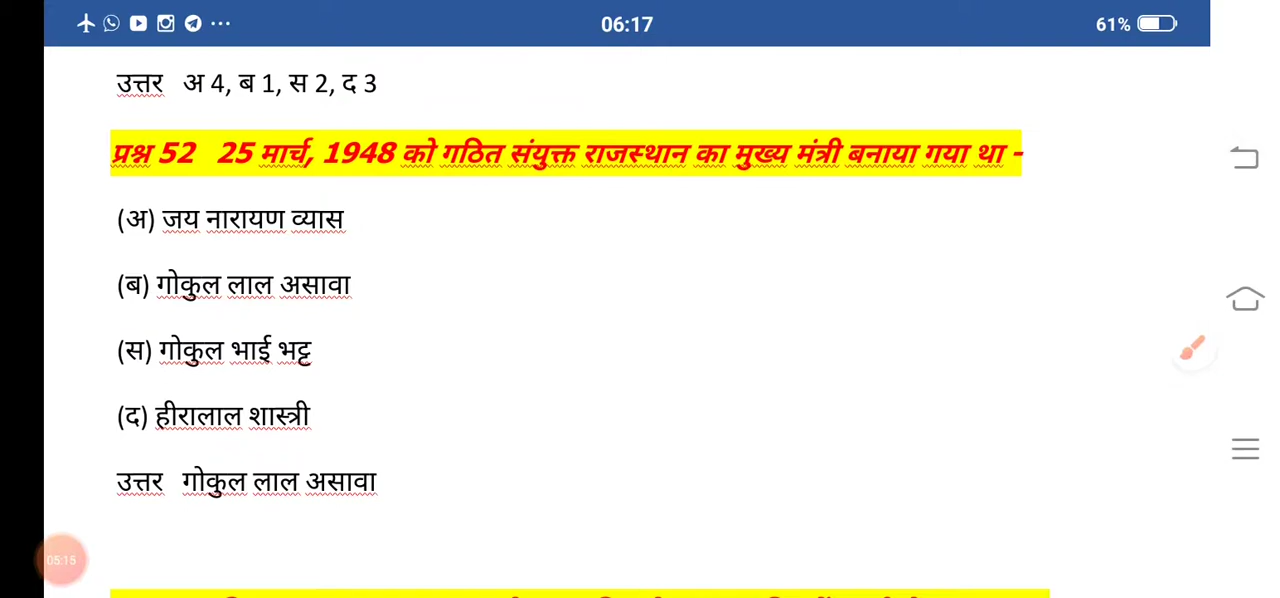 06:17
61%
उत्तर अ 4, ब 1, स 2, द 3
प्रश्न 52 25 मार्च, 1948 को गठित संयुक्त राजस्थान का मुख्य मंत्री बनाया गया था -
(अ) जय नारायण व्यास
(ब) गोकुल लाल असावा
(स) गोकुल भाई भट्ट
(द) हीरालाल शास्त्री
उत्तर गोकुल लाल असावा